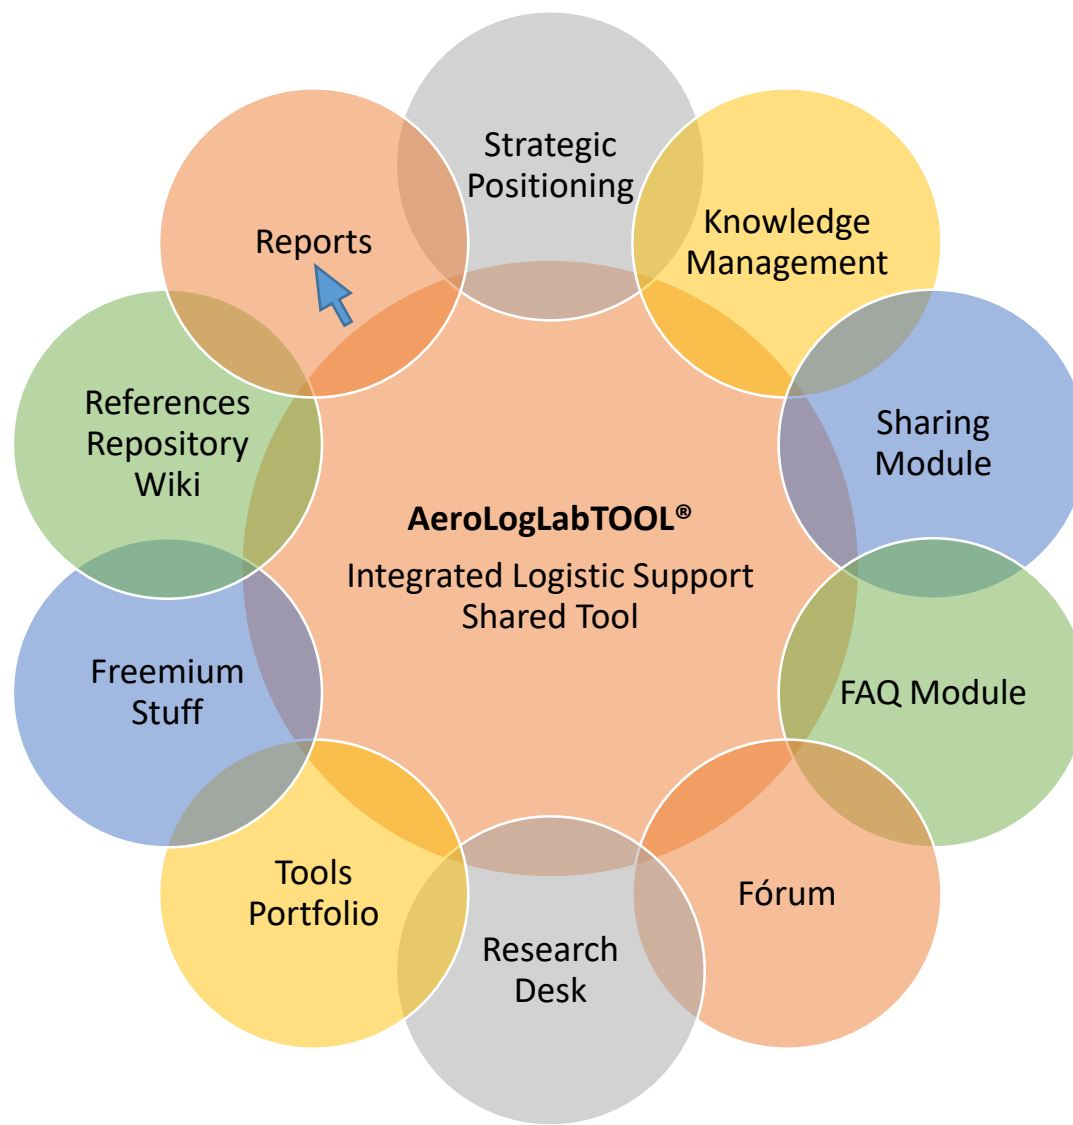 Strategic
Positioning
Knowledge
Management
Reports
Sharing
Module
References
Repository
Wiki
AeroLogLabTOOL®
Integrated Logistic Support
Shared Tool
Freemium
Stuff
FAQ Module
Tools
Portfolio
Fórum
Research
Desk